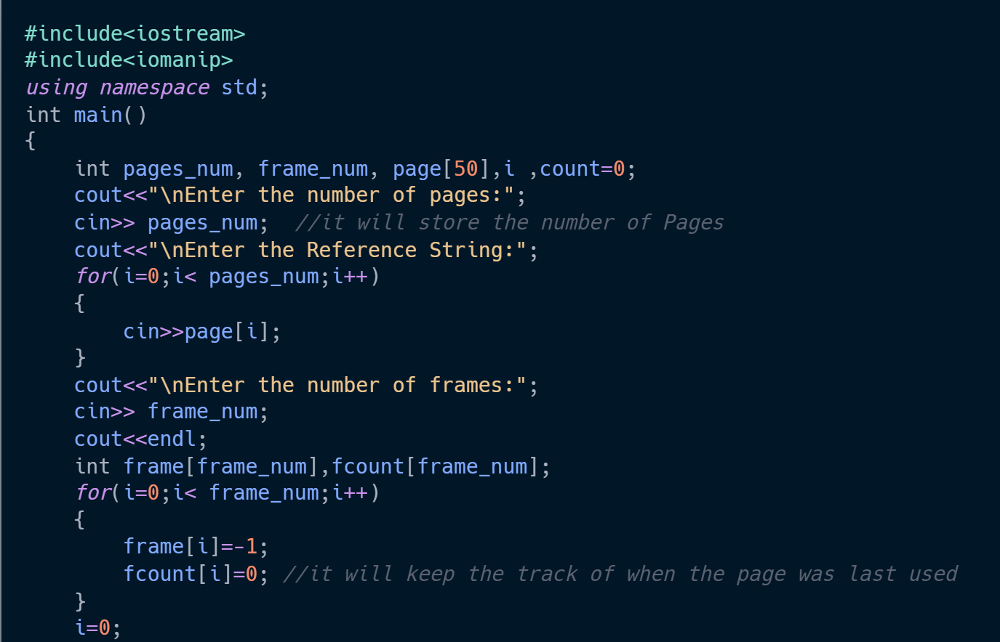 #include<iostream>
#include<iomanip>
using namespace std;
int main()
{
    int pages_num, frame_num, page[50],i ,count=0;
    cout<<"\nEnter the number of pages:";
    cin>> pages_num;  //it will store the number of Pages
    cout<<"\nEnter the Reference String:";
    for(i=0;i< pages_num;i++)
    {
        cin>>page[i];
    }
    cout<<"\nEnter the number of frames:";
    cin>> frame_num;
    cout<<endl;
    int frame[frame_num],fcount[frame_num];
    for(i=0;i< frame_num;i++)
    {
        frame[i]=-1;
        fcount[i]=0; //it will keep the track of when the page was last used
    }
    i=0;